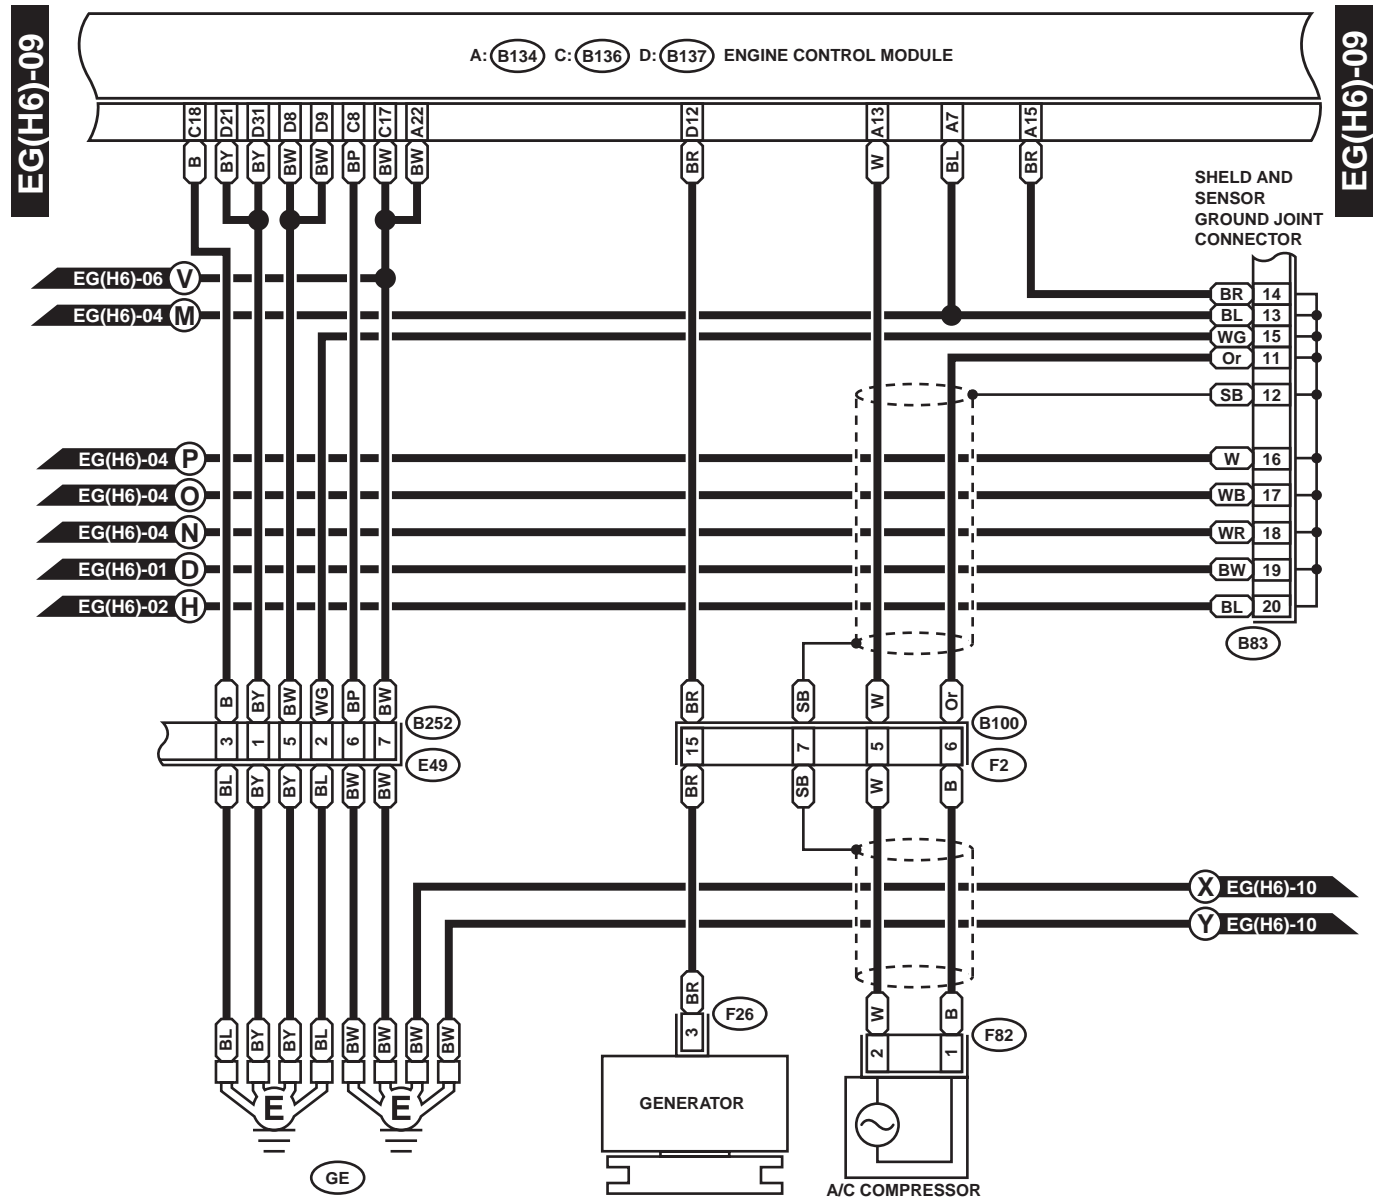 EG(H6)-09
EG(H6)-09
A: B134 C: B136 D: B137 ENGINE CONTROL MODULE
C18 D21 D31 D8 D9 C8 C17 A22 D12 A13 A7 A15
B BY BY BW BW BP BW BW BR W BL BR
SHELD AND
SENSOR
GROUND JOINT
CONNECTOR
EG(H6)-06 V
BR 14
EG(H6)-04 M
BL 13
WG 15
Or 11
SB 12
EG(H6)-04 P
W 16
EG(H6)-04 O
WB 17
EG(H6)-04 N
WR 18
EG(H6)-01 D
BW 19
EG(H6)-02 H
BL 20
B83
B BY BW WG BP BW BR SB W Or
B252 B100
3 1 5 2 6 7 15 7 5 6
E49 F2
BL BY BY BL BW BW BR SB W B
X EG(H6)-10
Y EG(H6)-10
BR
W B
3 F26
F82
2 1
BL BY BY BL BW BW BW BW
E E
GENERATOR
GE
A/C COMPRESSOR